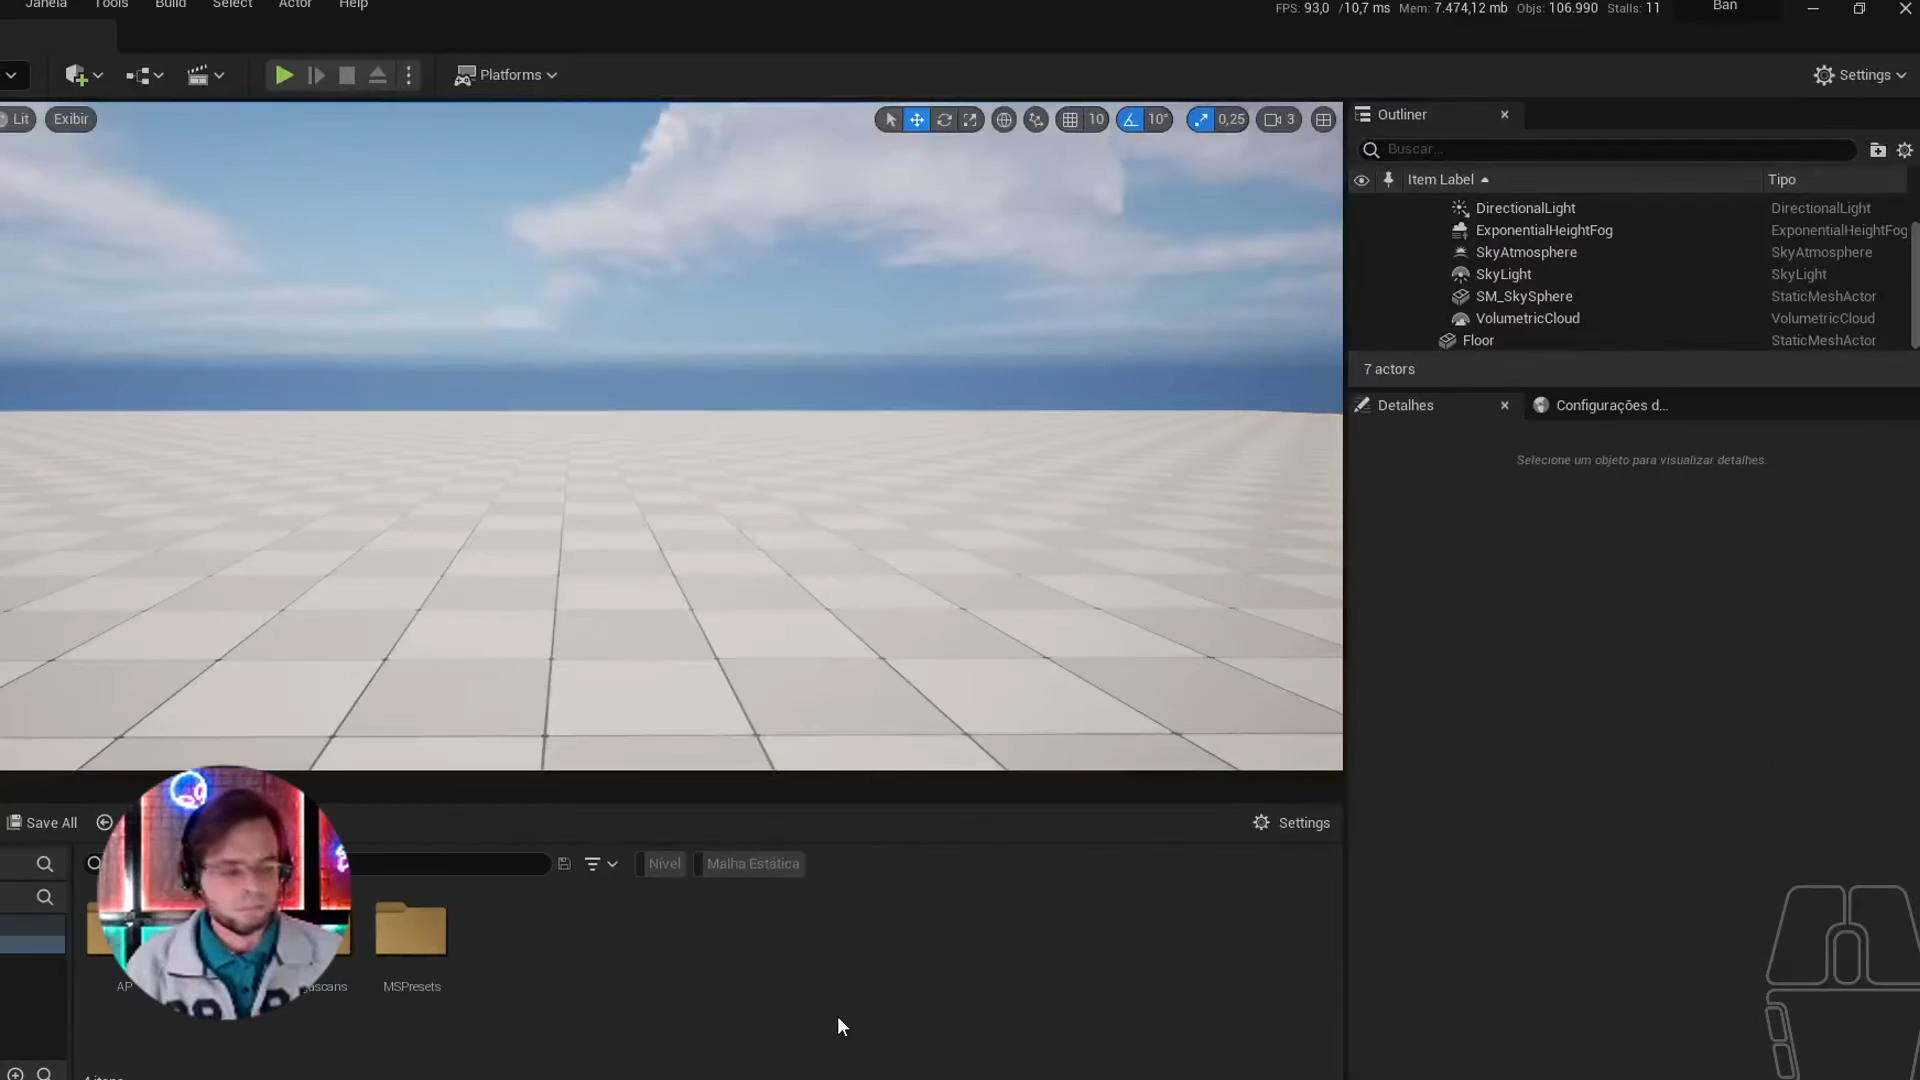 Janela Tools Build Select Actor Help
FPS: 93,0 /10,7 ms Mem: 7.474,12 mb Objs: 106.990 Stalls: 11
Ban
Platforms
Settings
Lit Exibir
10 10° 0,25 3
Outliner
Buscar...
Item Label Tipo
DirectionalLight DirectionalLight
ExponentialHeightFog ExponentialHeightFog
SkyAtmosphere SkyAtmosphere
SkyLight SkyLight
SM_SkySphere StaticMeshActor
VolumetricCloud VolumetricCloud
Floor StaticMeshActor
7 actors
Detalhes Configurações d...
Selecione um objeto para visualizar detalhes.
Save All
Settings
Nível Malha Estática
AP ascans MSPresets